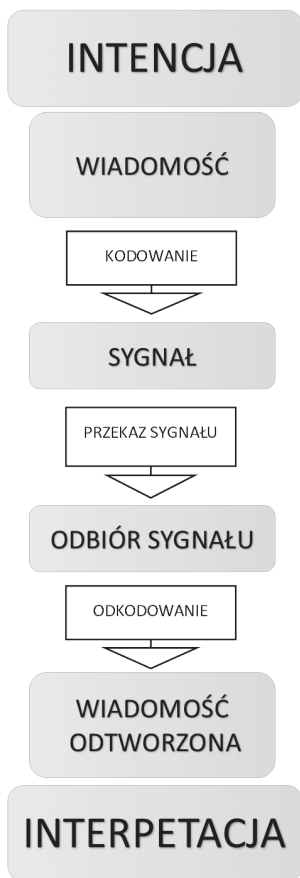 INTENCJA
WIADOMOŚĆ
KODOWANIE
SYGNAŁ
PRZEKAZ SYGNAŁU
ODBIÓR SYGNAŁU
ODKODOWANIE
WIADOMOŚĆ
ODTWORZONA
INTERPETACJA